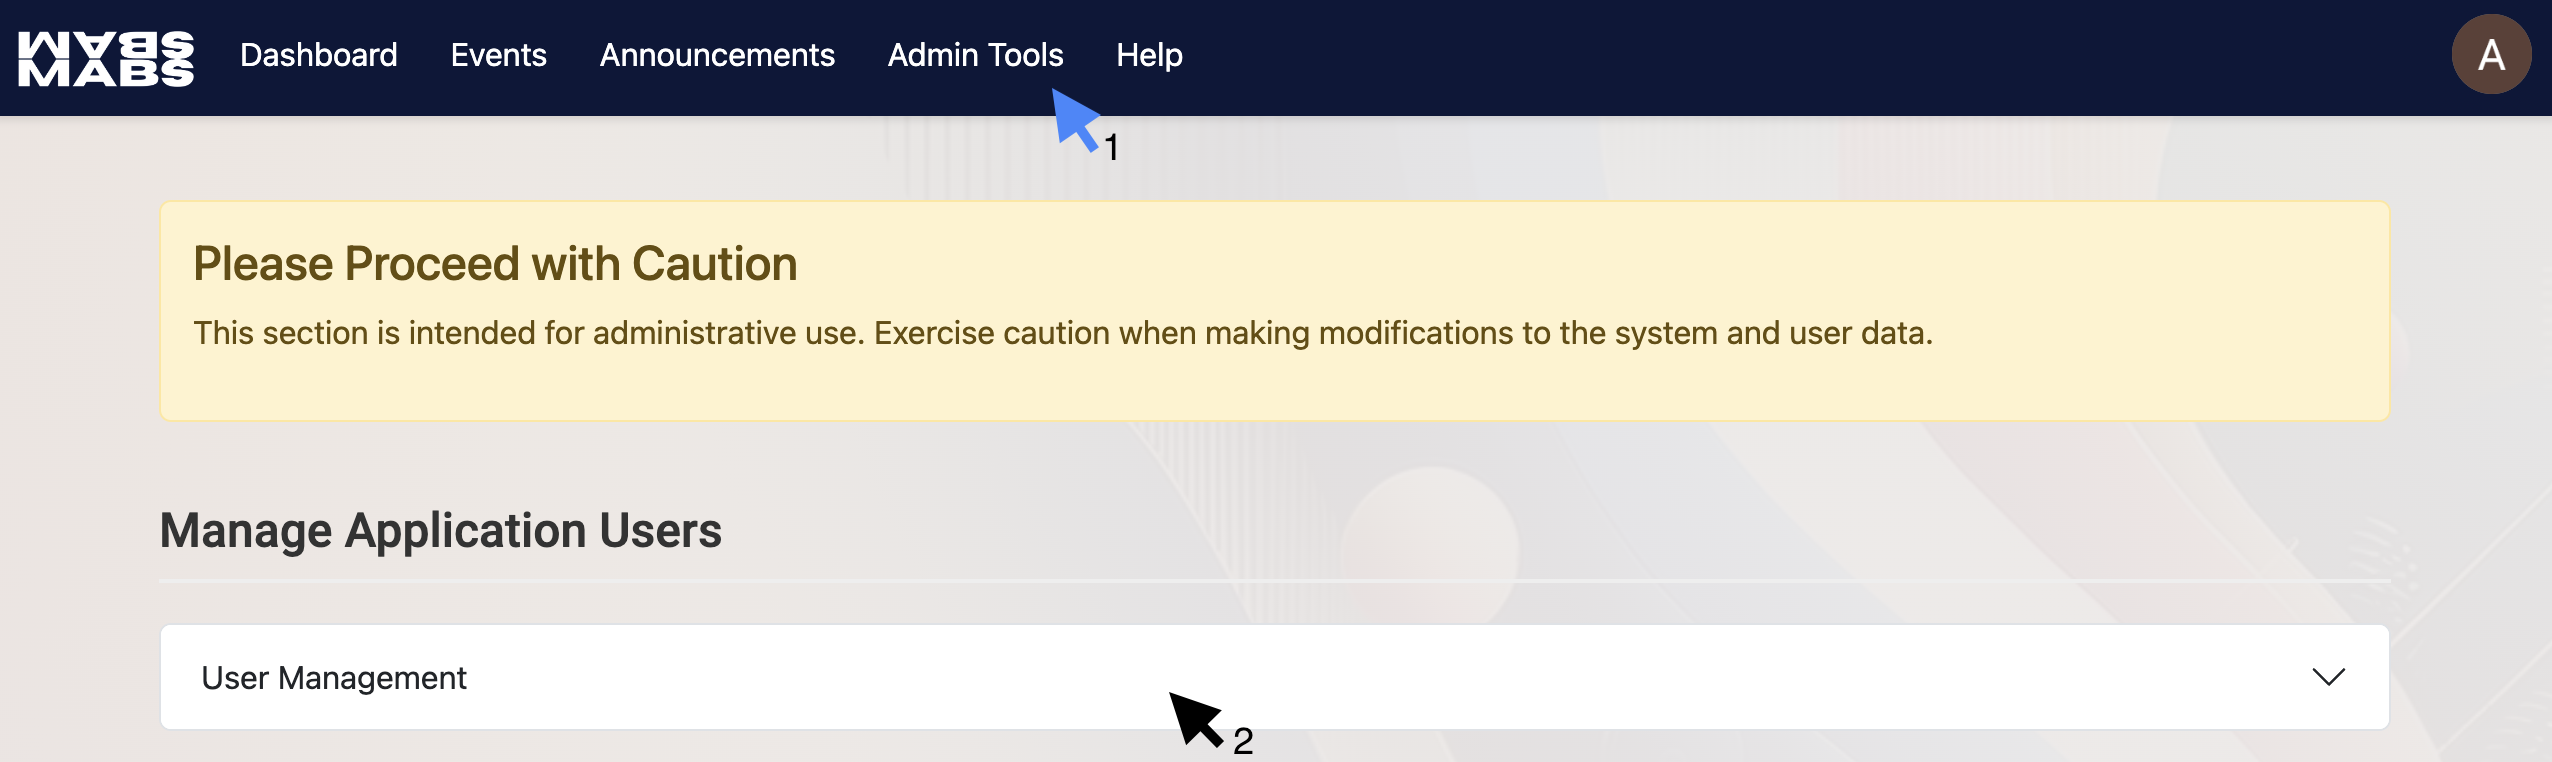 MABS
MABS
Dashboard Events Announcements Admin Tools Help A
1
Please Proceed with Caution
This section is intended for administrative use. Exercise caution when making modifications to the system and user data.
Manage Application Users
User Management
2